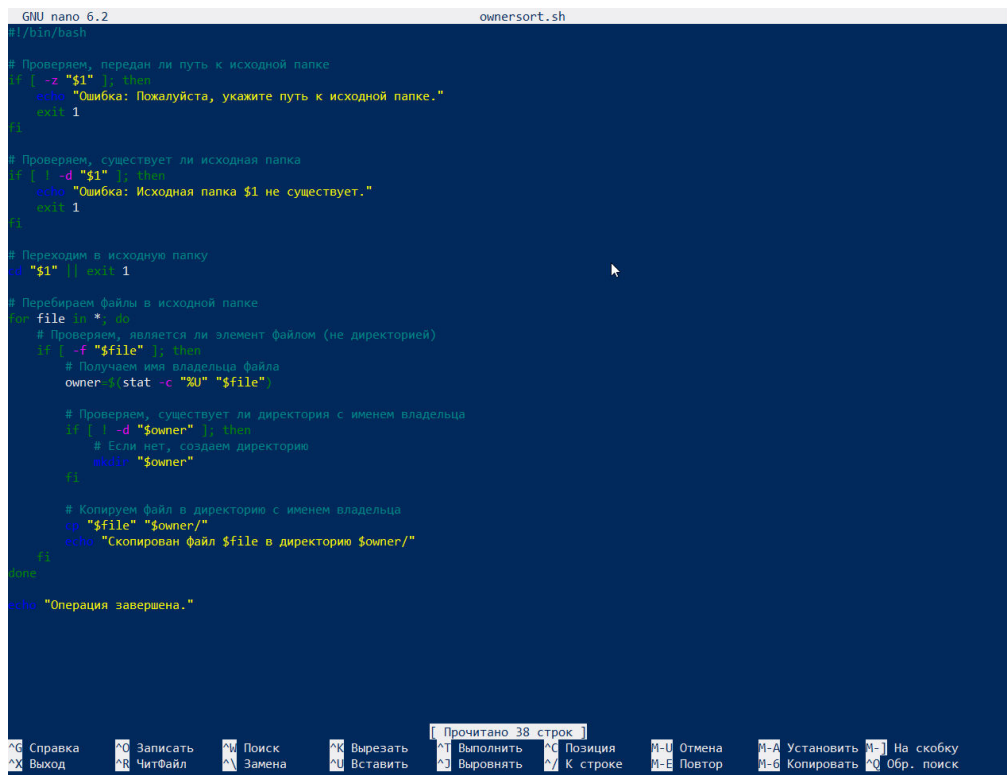 GNU nano 6.2 ownersort.sh
#!/bin/bash
# Проверяем, передан ли путь к исходной папке
if [ -z "$1" ]; then
echo "Ошибка: Пожалуйста, укажите путь к исходной папке."
exit 1
fi
# Проверяем, существует ли исходная папка
if [ ! -d "$1" ]; then
echo "Ошибка: Исходная папка $1 не существует."
exit 1
fi
# Переходим в исходную папку
cd "$1" || exit 1
# Перебираем файлы в исходной папке
for file in *; do
# Проверяем, является ли элемент файлом (не директорией)
if [ -f "$file" ]; then
# Получаем имя владельца файла
owner=$(stat -c "%U" "$file")
# Проверяем, существует ли директория с именем владельца
if [ ! -d "$owner" ]; then
# Если нет, создаем директорию
mkdir "$owner"
fi
# Копируем файл в директорию с именем владельца
cp "$file" "$owner/"
echo "Скопирован файл $file в директорию $owner/"
fi
done
echo "Операция завершена."
[ Прочитано 38 строк ]
^G Справка ^O Записать ^W Поиск ^K Вырезать ^T Выполнить ^C Позиция M-U Отмена M-A Установить M-] На скобку
^X Выход ^R ЧитФайл ^\ Замена ^U Вставить ^J Выровнять ^/ К строке M-E Повтор M-6 Копировать ^Q Обр. поиск